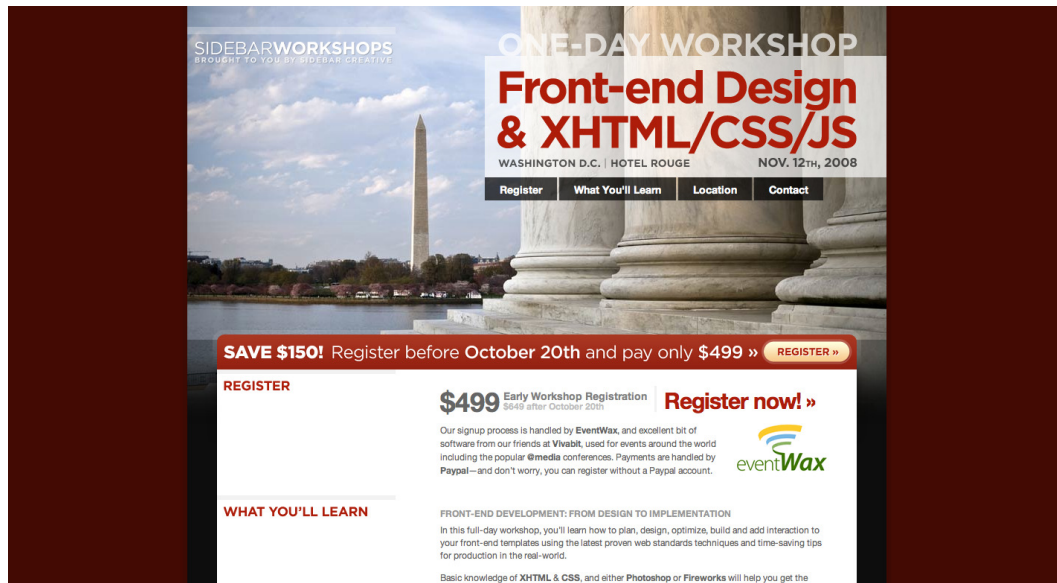 SIDEBARWORKSHOPS
BROUGHT TO YOU BY SIDEBAR CREATIVE
ONE-DAY WORKSHOP
Front-end Design
& XHTML/CSS/JS
WASHINGTON D.C. | HOTEL ROUGE NOV. 12TH, 2008
Register What You'll Learn Location Contact
SAVE $150! Register before October 20th and pay only $499 » REGISTER »
REGISTER
$499 Early Workshop Registration
$649 after October 20th
Register now! »
Our signup process is handled by EventWax, and excellent bit of
software from our friends at Vivabit, used for events around the world
including the popular @media conferences. Payments are handled by
Paypal—and don't worry, you can register without a Paypal account.
eventWax
WHAT YOU'LL LEARN
FRONT-END DEVELOPMENT: FROM DESIGN TO IMPLEMENTATION
In this full-day workshop, you'll learn how to plan, design, optimize, build and add interaction to
your front-end templates using the latest proven web standards techniques and time-saving tips
for production in the real-world.
Basic knowledge of XHTML & CSS, and either Photoshop or Fireworks will help you get the